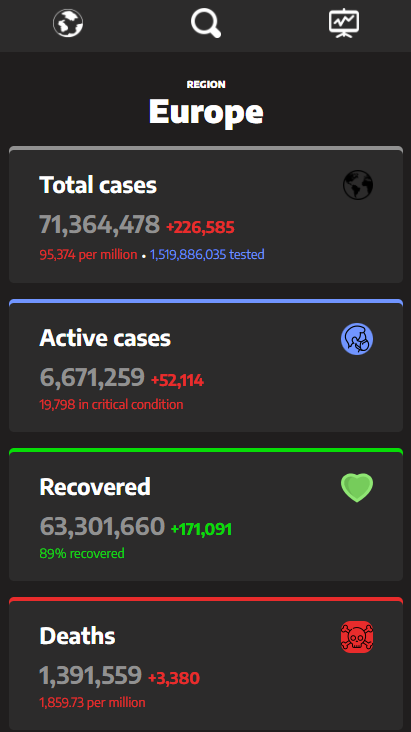 REGION
Europe
Total cases
71,364,478 +226,585
95,374 per million • 1,519,886,035 tested
Active cases
6,671,259 +52,114
19,798 in critical condition
Recovered
63,301,660 +171,091
89% recovered
Deaths
1,391,559 +3,380
1,859.73 per million